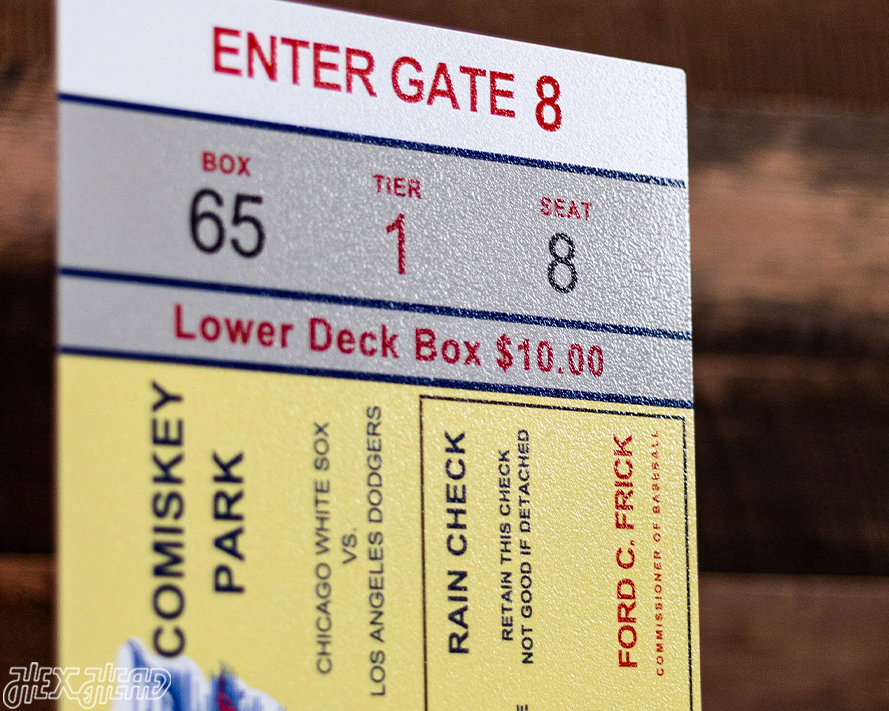 ENTER GATE 8
BOX
65
TIER
1
SEAT
8
Lower Deck Box $10.00
COMISKEY
PARK
CHICAGO WHITE SOX
VS.
LOS ANGELES DODGERS
RAIN CHECK
RETAIN THIS CHECK
NOT GOOD IF DETACHED
FORD C. FRICK
COMMISSIONER OF BASEBALL
HEX HEAD